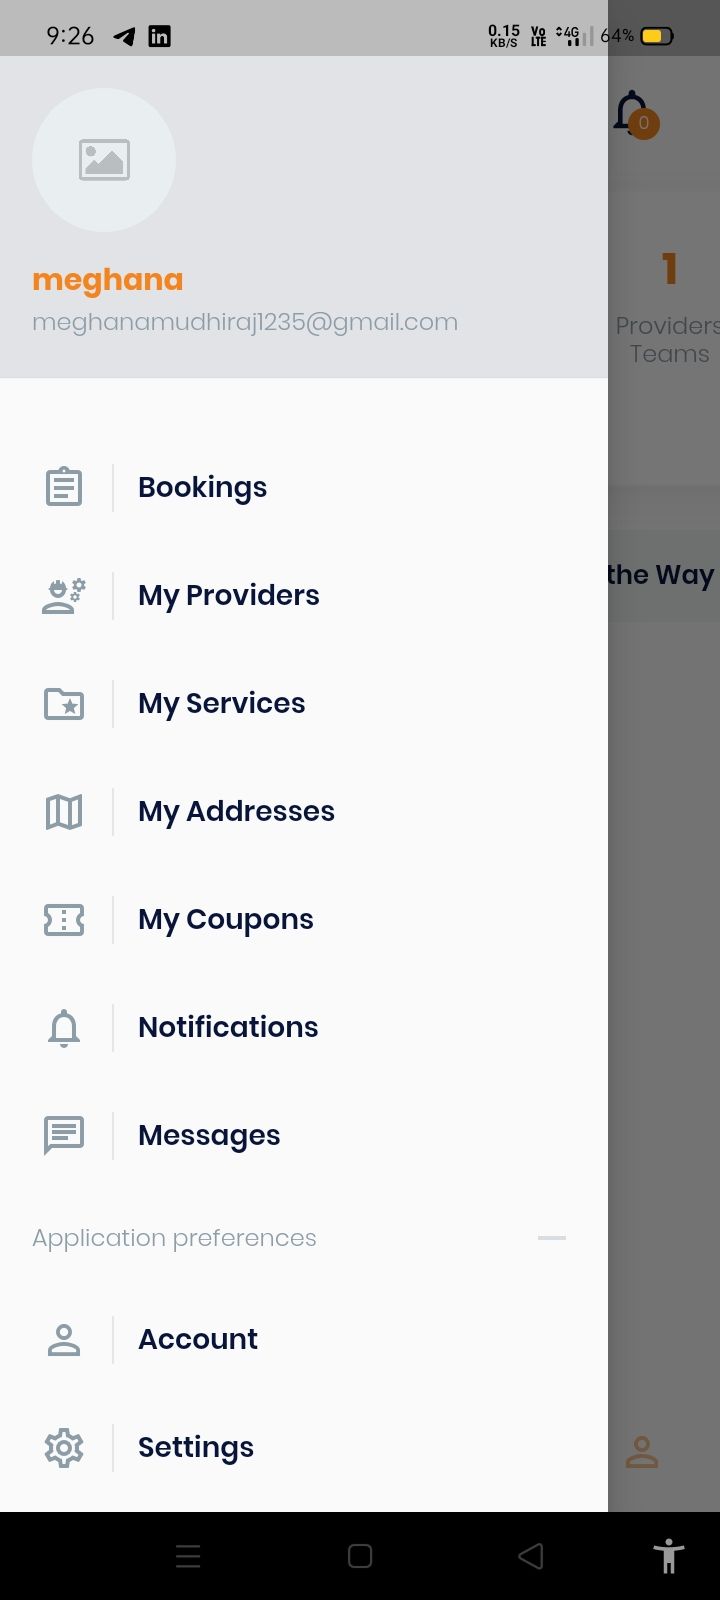 9:26 in 0.15 KB/S Vo LTE 4G 64%
0
meghana
meghanamudhiraj1235@gmail.com
1
Providers
Teams
Bookings
the Way
My Providers
My Services
My Addresses
My Coupons
Notifications
Messages
Application preferences
Account
Settings